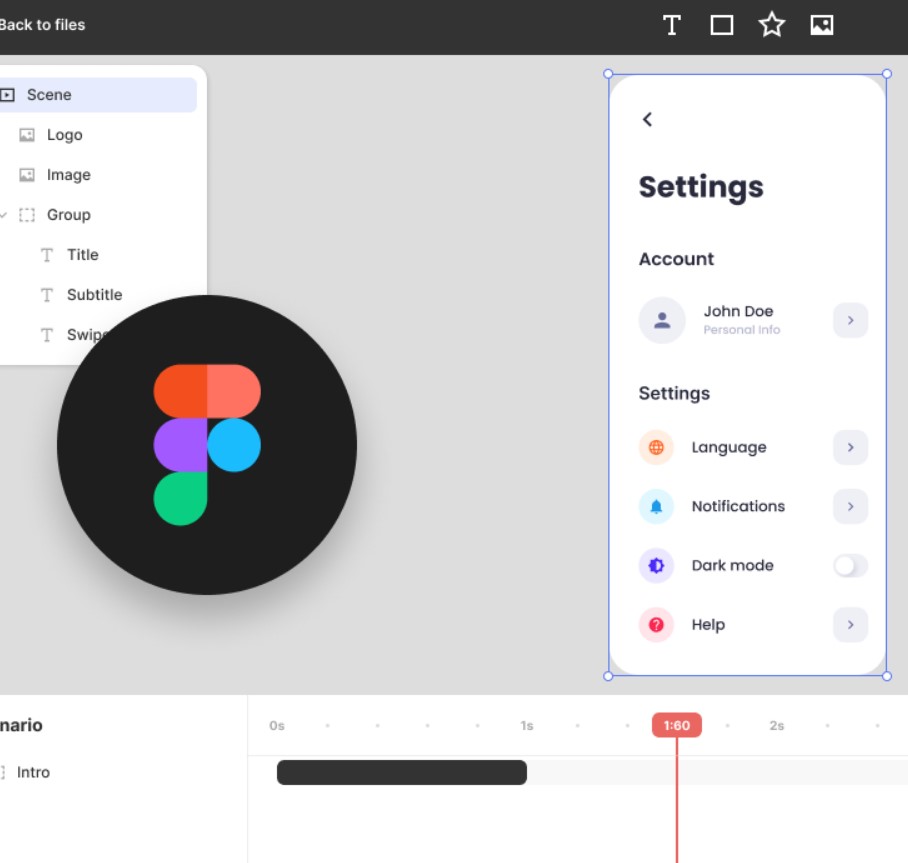 Back to files
Scene
Logo
Image
Group
Title
Subtitle
Swipe
Settings
Account
John Doe
Personal Info
Settings
Language
Notifications
Dark mode
Help
nario
0s
1s
1:60
2s
Intro